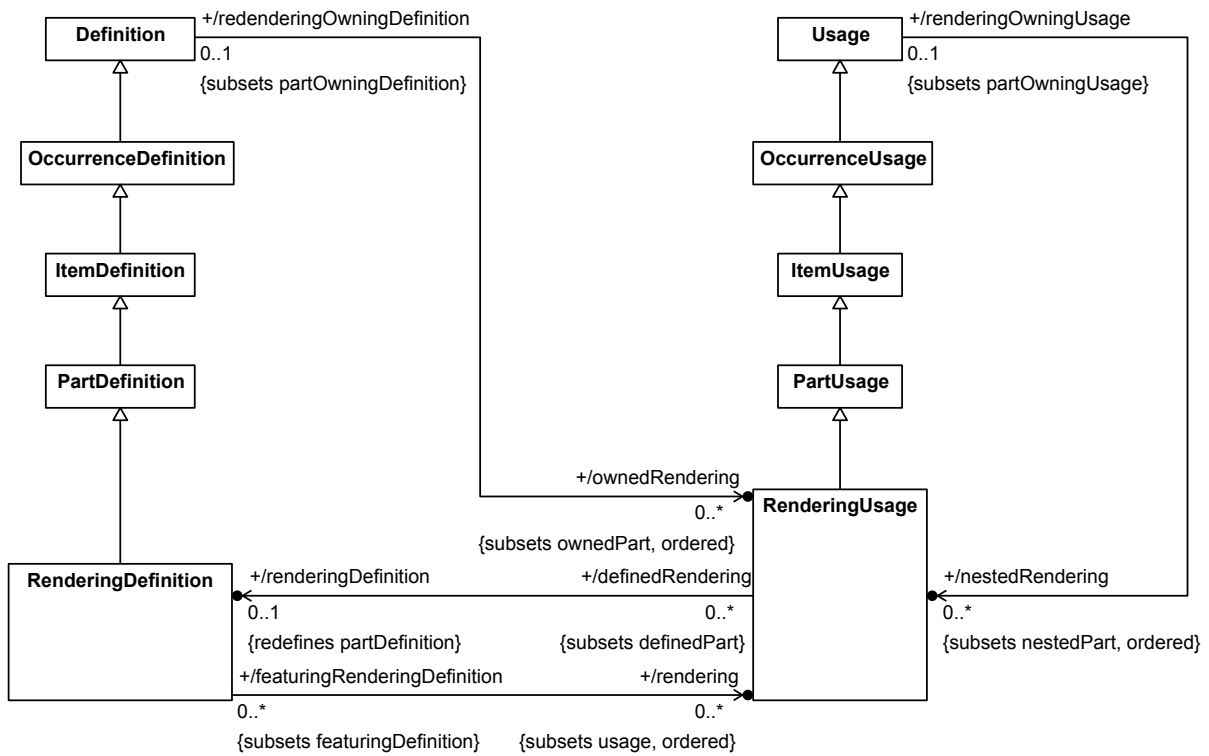 +/redenderingOwningDefinition
+/renderingOwningUsage
Definition
Usage
0..1
0..1
{subsets partOwningDefinition}
{subsets partOwningUsage}
OccurrenceDefinition
OccurrenceUsage
ItemDefinition
ItemUsage
PartDefinition
PartUsage
+/ownedRendering
RenderingUsage
0..*
{subsets ownedPart, ordered}
RenderingDefinition
+/renderingDefinition
+/definedRendering
+/nestedRendering
0..1
0..*
0..*
{redefines partDefinition}
{subsets definedPart}
{subsets nestedPart, ordered}
+/featuringRenderingDefinition
+/rendering
0..*
0..*
{subsets featuringDefinition}
{subsets usage, ordered}